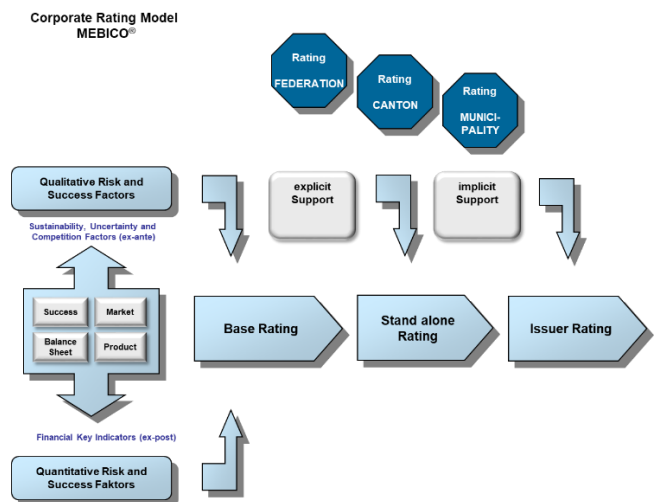 Corporate Rating Model
MEBICO®
Rating
FEDERATION
Rating
CANTON
Rating
MUNICI-
PALITY
Qualitative Risk and
Success Factors
explicit
Support
implicit
Support
Sustainability, Uncertainty and
Competition Factors (ex-ante)
Success
Market
Balance
Sheet
Product
Base Rating
Stand alone
Rating
Issuer Rating
Financial Key Indicators (ex-post)
Quantitative Risk and
Success Faktors